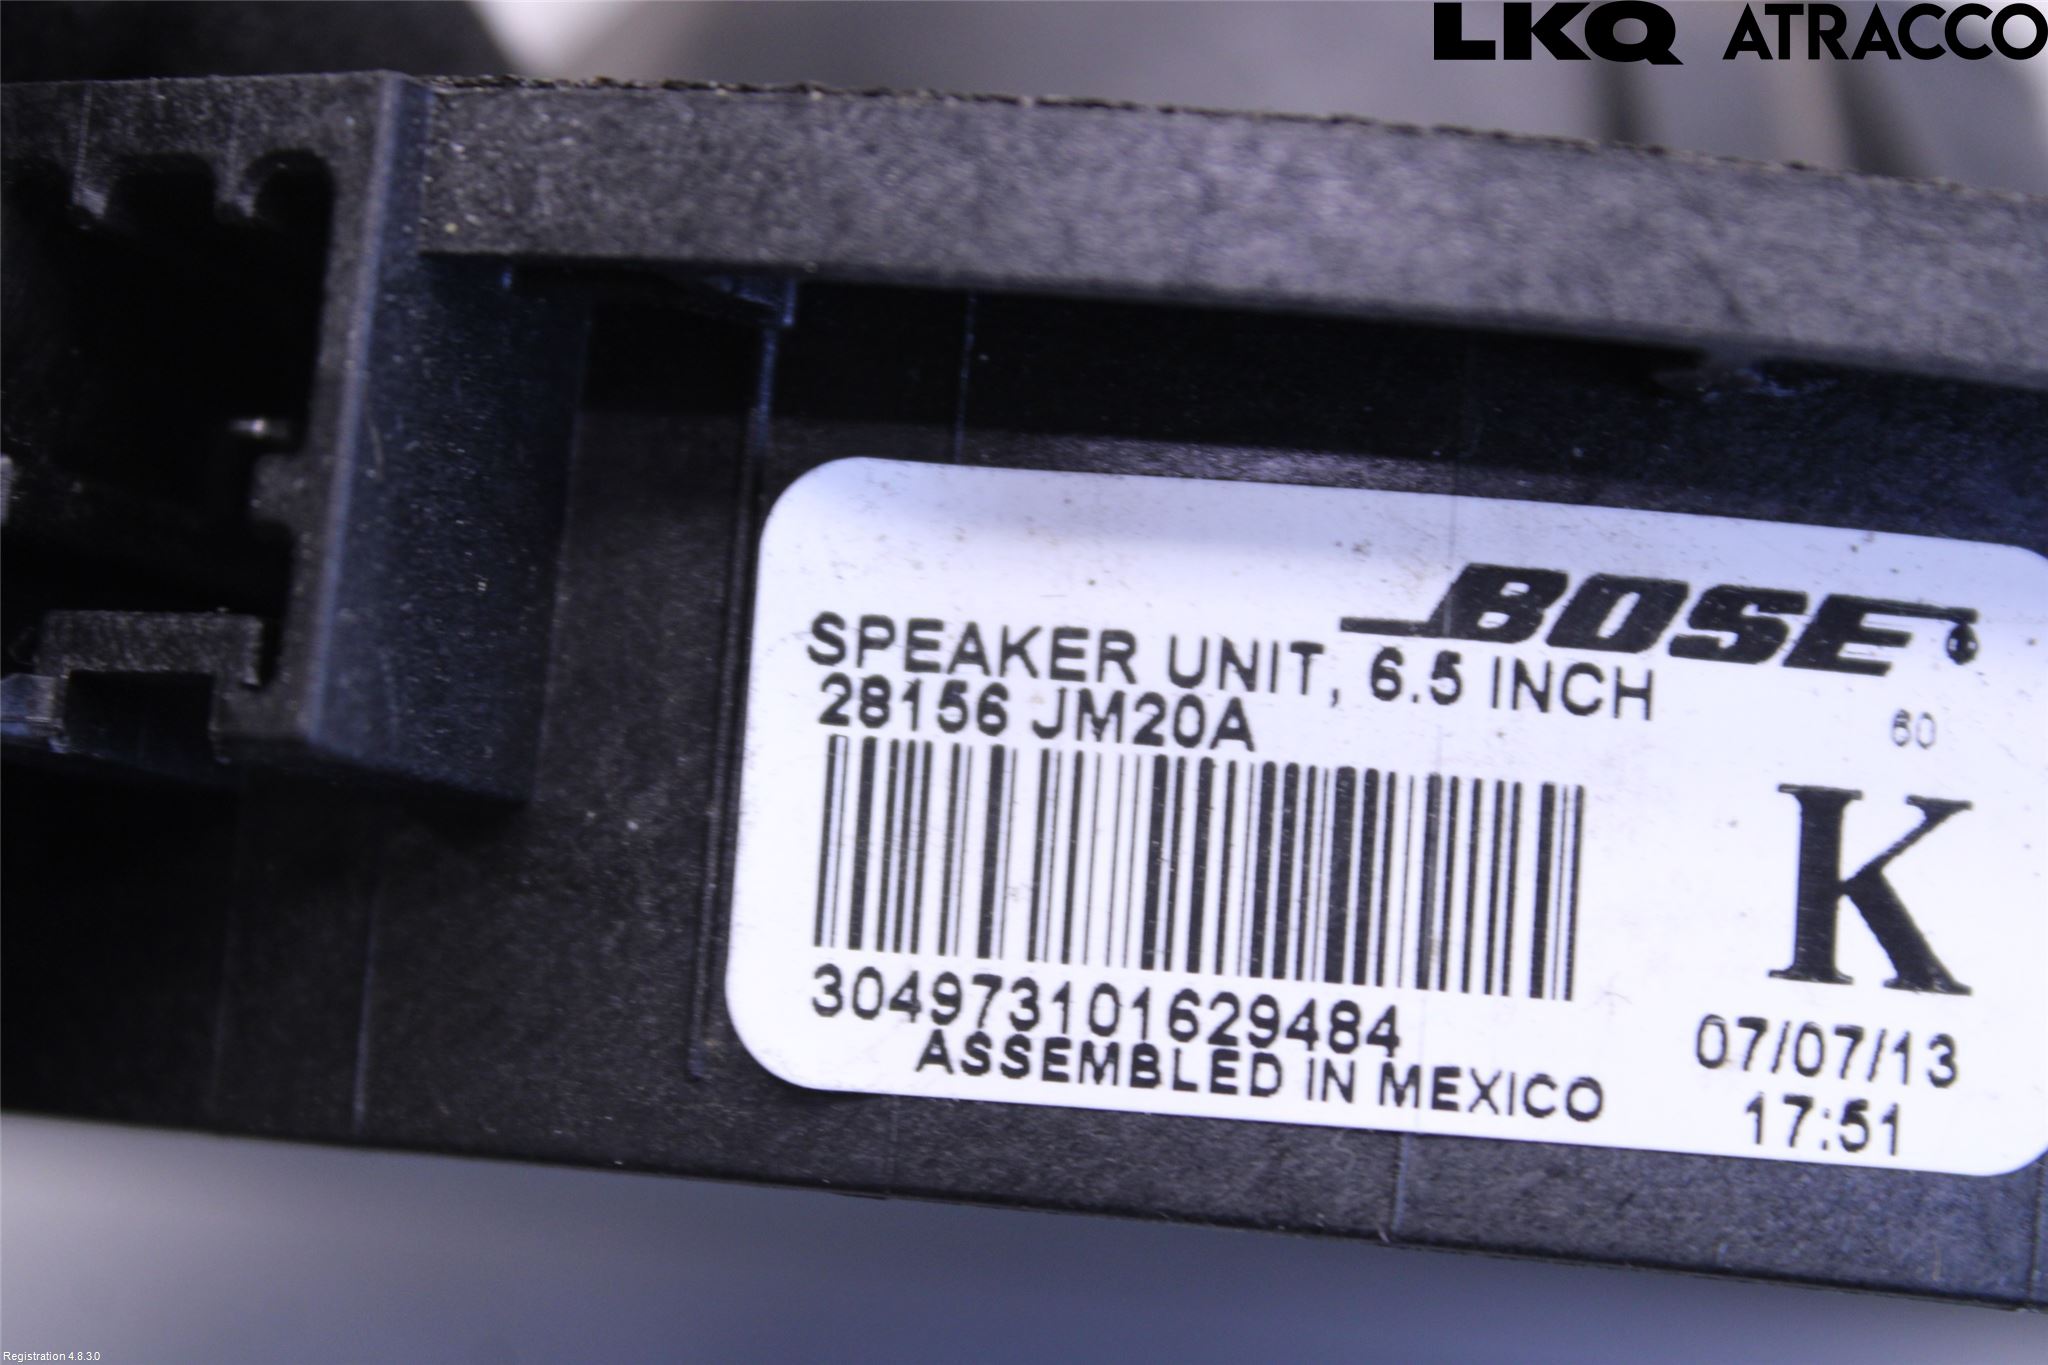 LKQ ATRACCO
BOSE
SPEAKER UNIT, 6.5 INCH
28156 JM20A
60
K
304973101629484
ASSEMBLED IN MEXICO
07/07/13
17:51
Registration 4.8.3.0